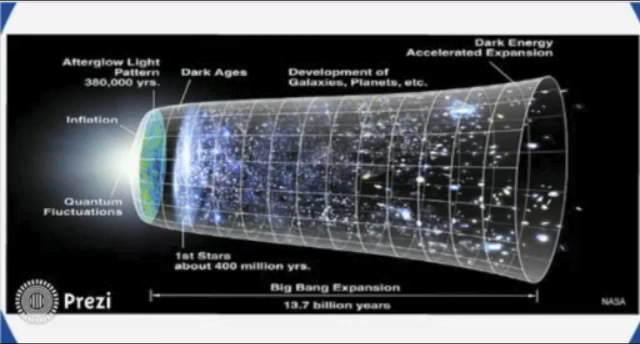 Dark Energy
Accelerated Expansion
Afterglow Light
Pattern
380,000 yrs.
Dark Ages
Development of
Galaxies, Planets, etc.
Inflation
Quantum
Fluctuations
1st Stars
about 400 million yrs.
Big Bang Expansion
13.7 billion years
Prezi
NASA